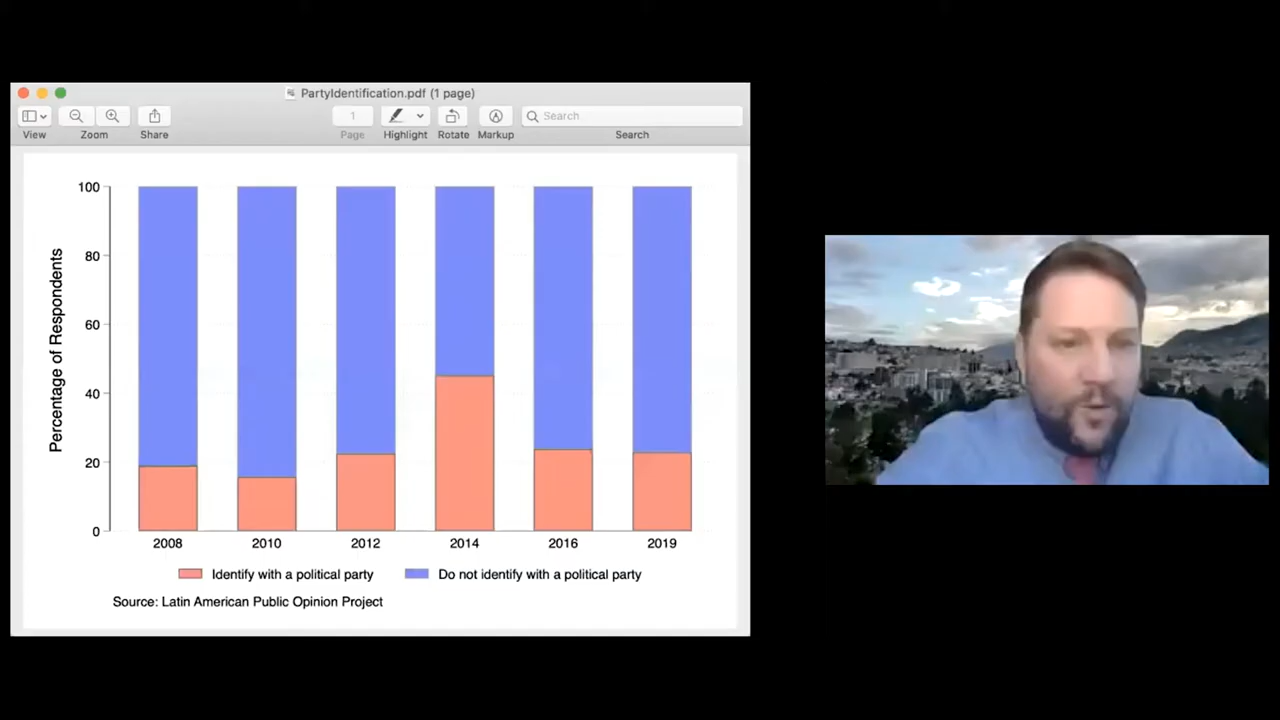 PartyIdentification.pdf (1 page)
1
Search
View
Zoom
Share
Page
Highlight
Rotate
Markup
Search
Percentage of Respondents
100
80
60
40
20
0
2008 2010 2012 2014 2016 2019
Identify with a political party
Do not identify with a political party
Source: Latin American Public Opinion Project